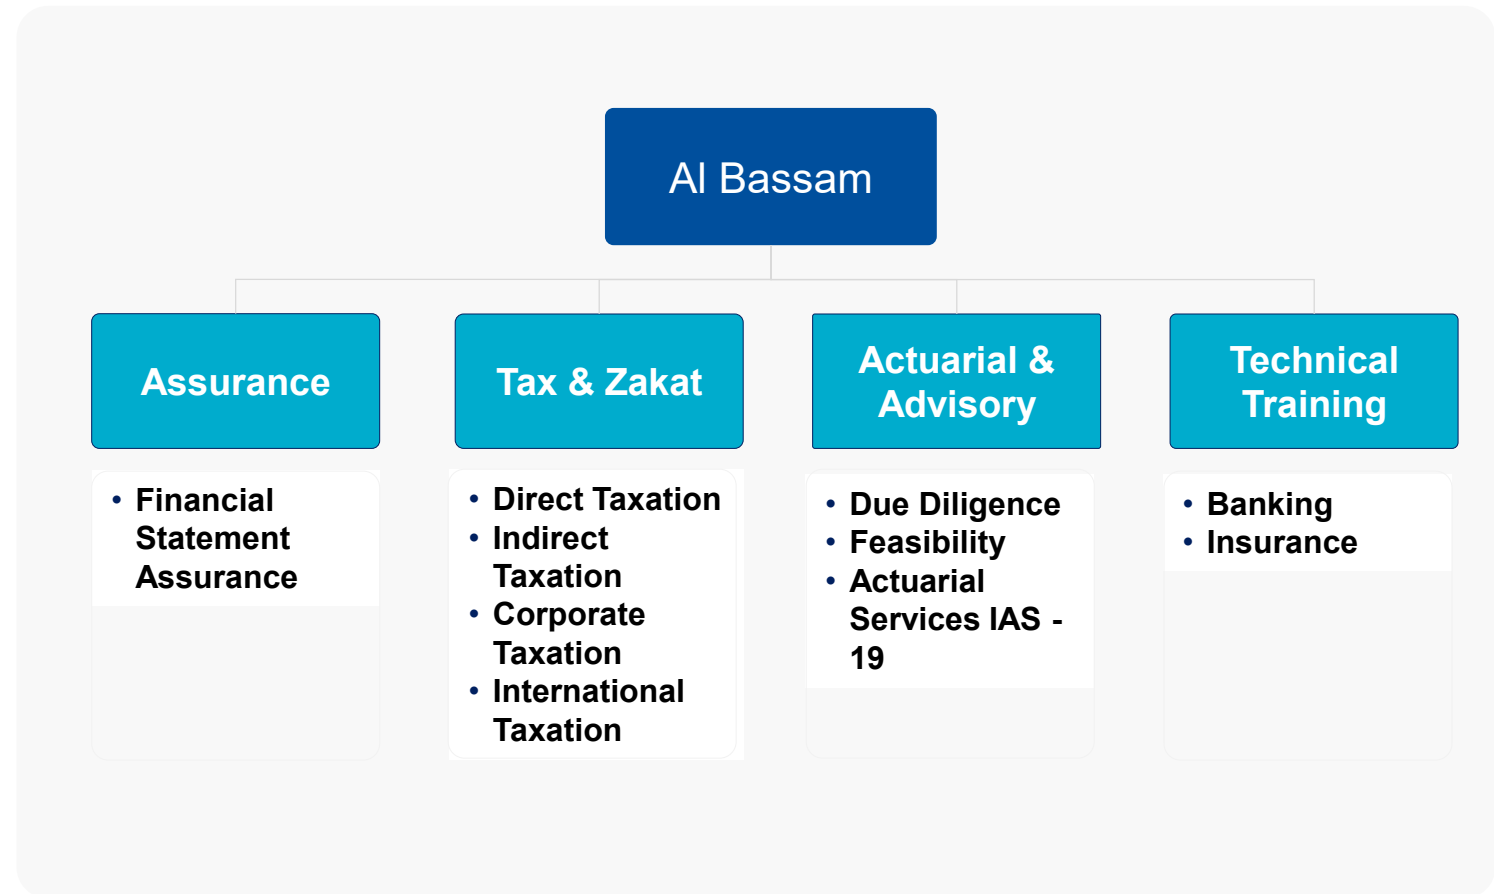 Al Bassam
Assurance
Tax & Zakat
Actuarial &
Advisory
Technical
Training
• Financial
Statement
Assurance
• Direct Taxation
• Indirect
Taxation
• Corporate
Taxation
• International
Taxation
• Due Diligence
• Feasibility
• Actuarial
Services IAS -
19
• Banking
• Insurance